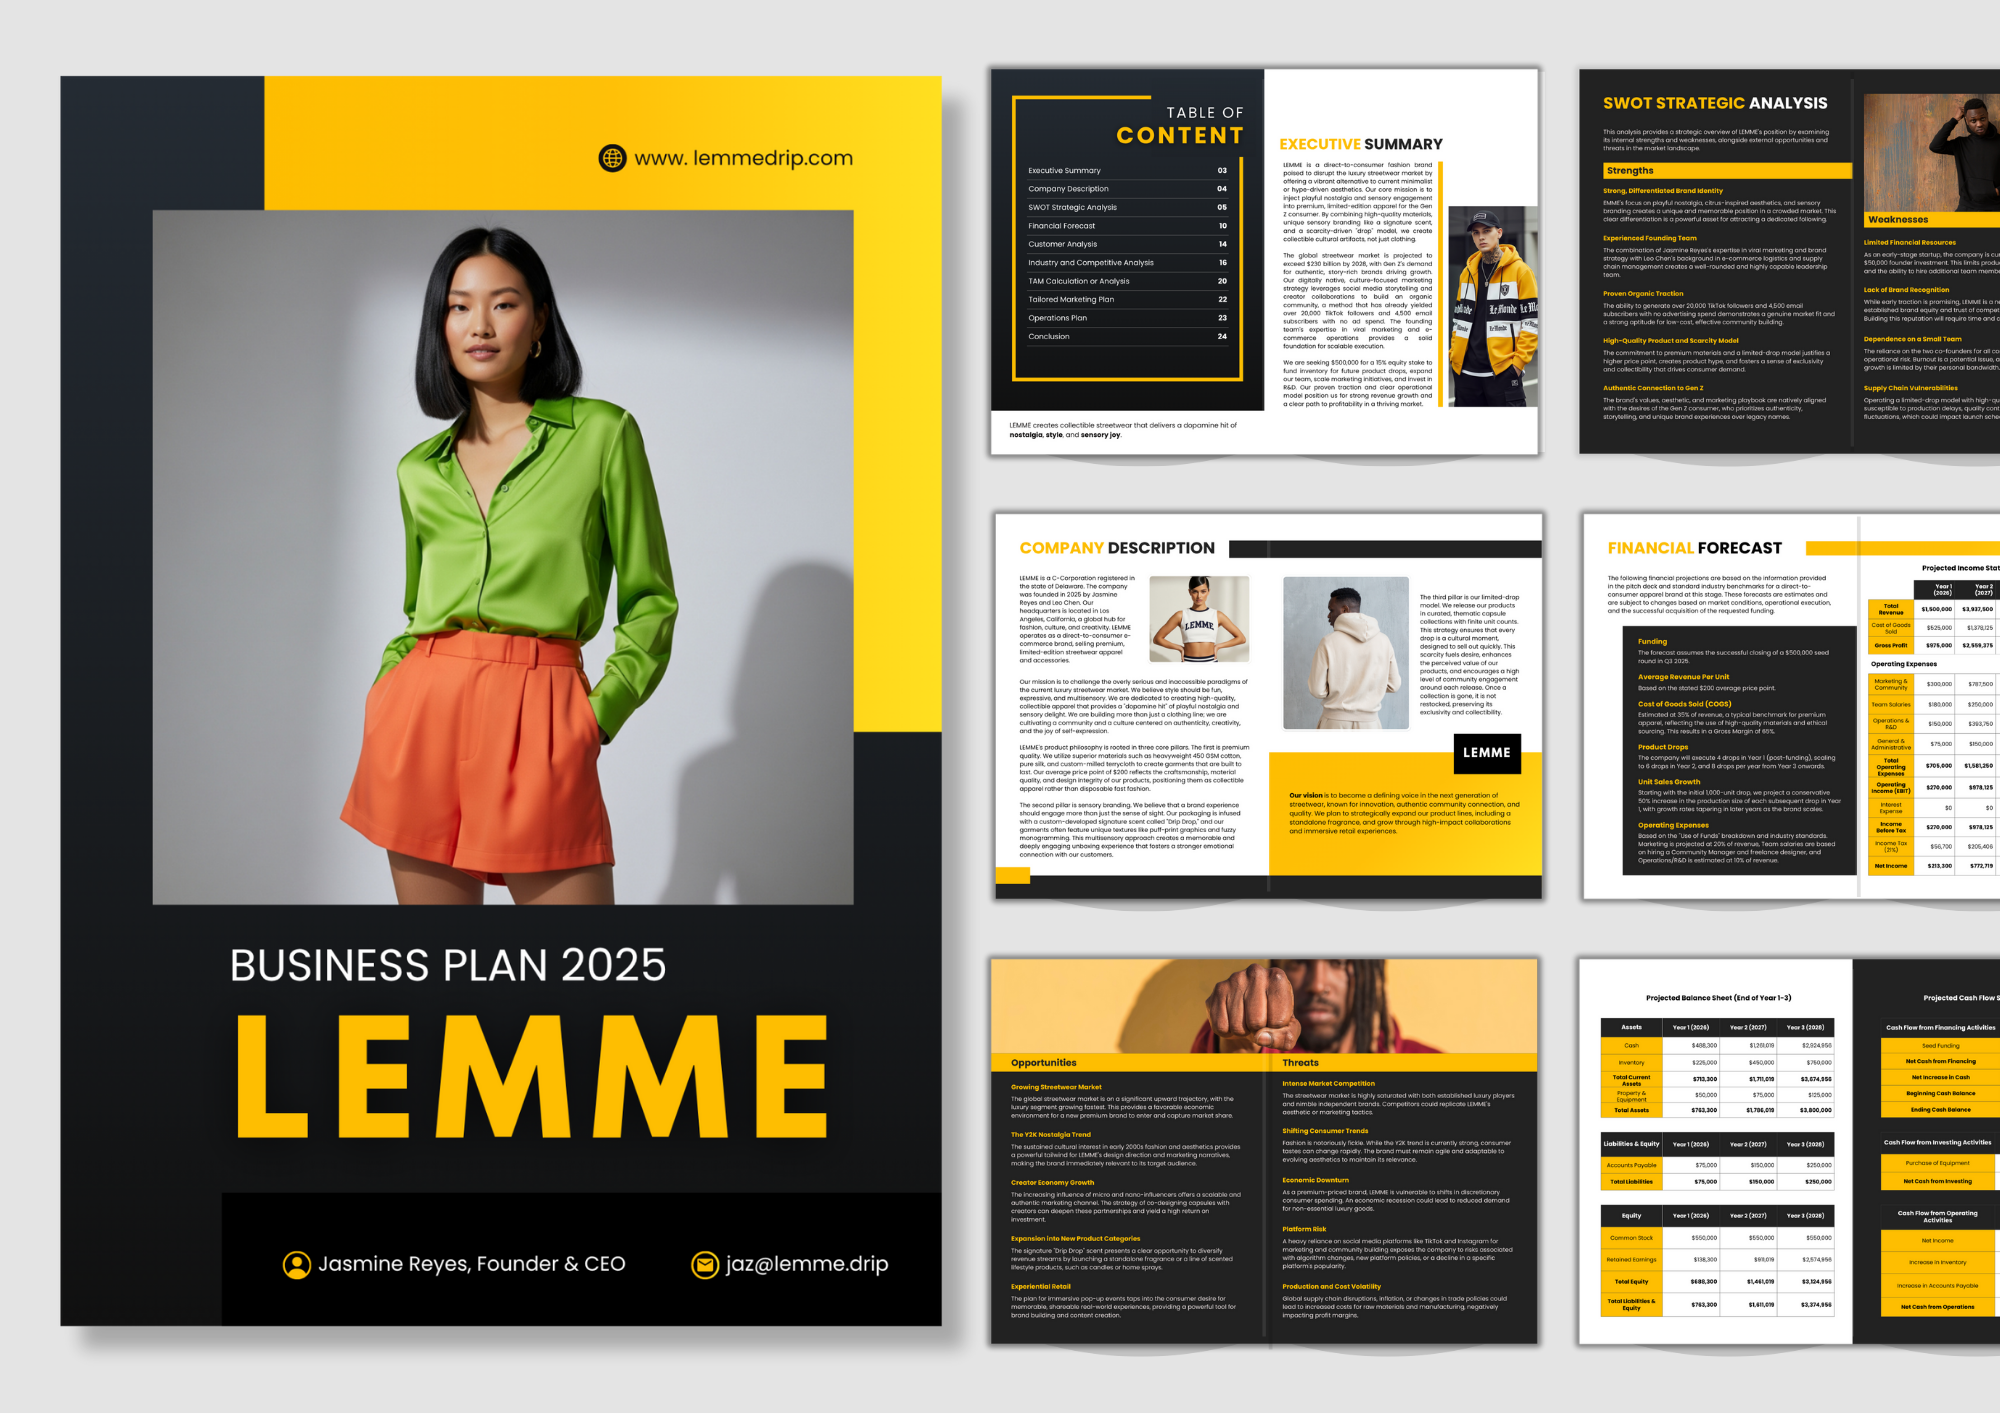 www. lemmedrip.com
BUSINESS PLAN 2025
LEMME
Jasmine Reyes, Founder & CEO
jaz@lemme.drip
TABLE OF
CONTENT
Executive Summary 03
Company Description 04
SWOT Strategic Analysis 05
Financial Forecast 10
Customer Analysis 14
Industry and Competitive Analysis 16
TAM Calculation or Analysis 20
Tailored Marketing Plan 22
Operations Plan 23
Conclusion 24
LEMME creates collectible streetwear that delivers a dopamine hit of
nostalgia, style, and sensory joy.
EXECUTIVE SUMMARY
LEMME is a direct-to-consumer fashion brand
poised to disrupt the luxury streetwear market by
offering a vibrant alternative to current minimalist
or hype-driven aesthetics. Our core mission is to
inject playful nostalgia and sensory engagement
into premium, limited-edition apparel for the Gen
Z consumer. By combining high-quality materials,
unique sensory branding like a signature scent,
and a scarcity-driven "drop" model, we create
collectible cultural artifacts, not just clothing.
The global streetwear market is projected to
exceed $230 billion by 2028, with Gen Z's demand
for authentic, story-rich brands driving growth.
Our digitally native, culture-focused marketing
strategy leverages social media storytelling and
creator collaborations to build an organic
community, a method that has already yielded
over 20,000 TikTok followers and 4,500 email
subscribers with no ad spend. The founding
team's expertise in viral marketing and e-
commerce operations provides a solid
foundation for scalable execution.
We are seeking $500,000 for a 15% equity stake to
fund inventory for future product drops, expand
our team, scale marketing initiatives, and invest in
R&D. Our proven traction and clear operational
model position us for strong revenue growth and
a clear path to profitability in a thriving market.
SWOT STRATEGIC ANALYSIS
This analysis provides a strategic overview of LEMME's position by examining
its internal strengths and weaknesses, alongside external opportunities and
threats in the market landscape.
Strengths
Strong, Differentiated Brand Identity
EMME's focus on playful nostalgia, citrus-inspired aesthetics, and sensory
branding creates a unique and memorable position in a crowded market. This
clear differentiation is a powerful asset for attracting a dedicated following.
Experienced Founding Team
The combination of Jasmine Reyes's expertise in viral marketing and brand
strategy with Leo Chen's background in e-commerce logistics and supply
chain management creates a well-rounded and highly capable leadership
team.
Proven Organic Traction
The ability to generate over 20,000 TikTok followers and 4,500 email
subscribers with no advertising spend demonstrates a genuine market fit and
a strong aptitude for low-cost, effective community building.
High-Quality Product and Scarcity Model
The commitment to premium materials and a limited-drop model justifies a
higher price point, creates product hype, and fosters a sense of exclusivity
and collectibility that drives consumer demand.
Authentic Connection to Gen Z
The brand's values, aesthetic, and marketing playbook are natively aligned
with the desires of the Gen Z consumer, who prioritizes authenticity,
storytelling, and unique brand experiences over legacy names.
Weaknesses
Limited Financial Resources
As an early-stage startup, the company is
$50,000 founder investment. This limits
and the ability to hire additional team
Lack of Brand Recognition
While early traction is promising, LEMME is a
established brand equity and trust of
Building this reputation will require time and
Dependence on a Small Team
The reliance on the two co-founders for all
operational risk. Burnout is a potential issue,
growth is limited by their personal bandwidth.
Supply Chain Vulnerabilities
Operating a limited-drop model with
susceptible to production delays, quality
fluctuations, which could impact launch
COMPANY DESCRIPTION
LEMME is a C-Corporation registered in
the state of Delaware. The company
was founded in 2025 by Jasmine
Reyes and Leo Chen. Our
headquarters is located in Los
Angeles, California, a global hub for
fashion, culture, and creativity. LEMME
operates as a direct-to-consumer e-
commerce brand, selling premium,
limited-edition streetwear apparel
and accessories.
LEMME
Our mission is to challenge the overly serious and inaccessible paradigms of
the current luxury streetwear market. We believe style should be fun,
expressive, and multisensory. We are dedicated to creating high-quality,
collectible apparel that provides a "dopamine hit" of playful nostalgia and
sensory delight. We are building more than just a clothing line; we are
cultivating a community and a culture centered on authenticity, creativity,
and the joy of self-expression.
LEMME's product philosophy is rooted in three core pillars. The first is premium
quality. We utilize superior materials such as heavyweight 450 GSM cotton,
pure silk, and custom-milled terrycloth to create garments that are built to
last. Our average price point of $200 reflects the craftsmanship, material
quality, and design integrity of our products, positioning them as collectible
apparel rather than disposable fast fashion.
The second pillar is sensory branding. We believe that a brand experience
should engage more than just the sense of sight. Our packaging is infused
with a custom-developed signature scent called "Drip Drop," and our
garments often feature unique textures like puff-print graphics and fuzzy
monogramming. This multisensory approach creates a memorable and
deeply engaging unboxing experience that fosters a stronger emotional
connection with our customers.
The third pillar is our limited-drop
model. We release our products
in curated, thematic capsule
collections with finite unit counts.
This strategy ensures that every
drop is a cultural moment,
designed to sell out quickly. This
scarcity fuels desire, enhances
the perceived value of our
products, and encourages a high
level of community engagement
around each release. Once a
collection is gone, it is not
restocked, preserving its
exclusivity and collectibility.
LEMME
Our vision is to become a defining voice in the next generation of
streetwear, known for innovation, authentic community connection, and
quality. We plan to strategically expand our product lines, including a
standalone fragrance, and grow through high-impact collaborations
and immersive retail experiences.
FINANCIAL FORECAST
The following financial projections are based on the information provided
in the pitch deck and standard industry benchmarks for a direct-to-
consumer apparel brand at this stage. These forecasts are estimates and
are subject to changes based on market conditions, operational execution,
and the successful acquisition of the requested funding.
Funding
The forecast assumes the successful closing of a $500,000 seed
round in Q3 2025.
Average Revenue Per Unit
Based on the stated $200 average price point.
Cost of Goods Sold (COGS)
Estimated at 35% of revenue, a typical benchmark for premium
apparel, reflecting the use of high-quality materials and ethical
sourcing. This results in a Gross Margin of 65%.
Product Drops
The company will execute 4 drops in Year 1 (post-funding), scaling
to 6 drops in Year 2, and 8 drops per year from Year 3 onwards.
Unit Sales Growth
Starting with the initial 1,000-unit drop, we project a conservative
50% increase in the production size of each subsequent drop in Year
1, with growth rates tapering in later years as the brand scales.
Operating Expenses
Based on the "Use of Funds" breakdown and industry standards.
Marketing is projected at 20% of revenue, Team salaries are based
on hiring a Community Manager and freelance designer, and
Operations/R&D is estimated at 10% of revenue.
Projected Income
Year 1 (2026) Year 2 (2027)
Total Revenue $1,500,000 $3,937,500
Cost of Goods Sold $525,000 $1,378,125
Gross Profit $975,000 $2,559,375
Operating Expenses
Marketing & Community $300,000 $787,500
Team Salaries $180,000 $250,000
Operations & R&D $150,000 $393,750
General & Administrative $75,000 $150,000
Total Operating Expenses $705,000 $1,581,250
Operating Income (EBIT) $270,000 $978,125
Interest Expense $0 $0
Income Before Tax $270,000 $978,125
Income Tax (21%) $56,700 $205,406
Net Income $213,300 $772,719
Opportunities
Growing Streetwear Market
The global streetwear market is on a significant upward trajectory, with the
luxury segment growing fastest. This provides a favorable economic
environment for a new premium brand to enter and capture market share.
The Y2K Nostalgia Trend
The sustained cultural interest in early 2000s fashion and aesthetics provides
a powerful tailwind for LEMME's design direction and marketing narratives,
making the brand immediately relevant to its target audience.
Creator Economy Growth
The increasing influence of micro and nano-influencers offers a scalable and
authentic marketing channel. The strategy of co-designing capsules with
creators can deepen these partnerships and yield a high return on
investment.
Expansion into New Product Categories
The signature "Drip Drop" scent presents a clear opportunity to diversify
revenue streams by launching a standalone fragrance or a line of scented
lifestyle products, such as candles or home sprays.
Experiential Retail
The plan for immersive pop-up events taps into the consumer desire for
memorable, shareable real-world experiences, providing a powerful tool for
brand building and content creation.
Threats
Intense Market Competition
The streetwear market is highly saturated with both established luxury players
and nimble independent brands. Competitors could replicate LEMME's
aesthetic or marketing tactics.
Shifting Consumer Trends
Fashion is notoriously fickle. While the Y2K trend is currently strong, consumer
tastes can change rapidly. The brand must remain agile and adaptable to
evolving aesthetics to maintain its relevance.
Economic Downturn
As a premium-priced brand, LEMME is vulnerable to shifts in discretionary
consumer spending. An economic recession could lead to reduced demand
for non-essential luxury goods.
Platform Risk
A heavy reliance on social media platforms like TikTok and Instagram for
marketing and community building exposes the company to risks associated
with algorithm changes, new platform policies, or a decline in a specific
platform's popularity.
Production and Cost Volatility
Global supply chain disruptions, inflation, or changes in trade policies could
lead to increased costs for raw materials and manufacturing, negatively
impacting profit margins.
Projected Balance Sheet (End of Year 1-3)
Assets Year 1 (2026) Year 2 (2027) Year 3 (2028)
Cash $488,300 $1,261,019 $2,924,956
Inventory $225,000 $450,000 $750,000
Total Current Assets $713,300 $1,711,019 $3,674,956
Property & Equipment $50,000 $75,000 $125,000
Total Assets $763,300 $1,786,019 $3,800,000
Liabilities & Equity Year 1 (2026) Year 2 (2027) Year 3 (2028)
Accounts Payable $75,000 $150,000 $250,000
Total Liabilities $75,000 $150,000 $250,000
Equity Year 1 (2026) Year 2 (2027) Year 3 (2028)
Common Stock $550,000 $550,000 $550,000
Retained Earnings $138,300 $911,019 $2,574,956
Total Equity $688,300 $1,461,019 $3,124,956
Total Liabilities & Equity $763,300 $1,611,019 $3,374,956
Projected Cash Flow
Cash Flow from Financing Activities
Seed Funding
Net Cash from Financing
Net Increase in Cash
Beginning Cash Balance
Ending Cash Balance
Cash Flow from Investing Activities
Purchase of Equipment
Net Cash from Investing
Cash Flow from Operating
Activities
Net Income
Increase in Inventory
Increase in Accounts Payable
Net Cash from Operations